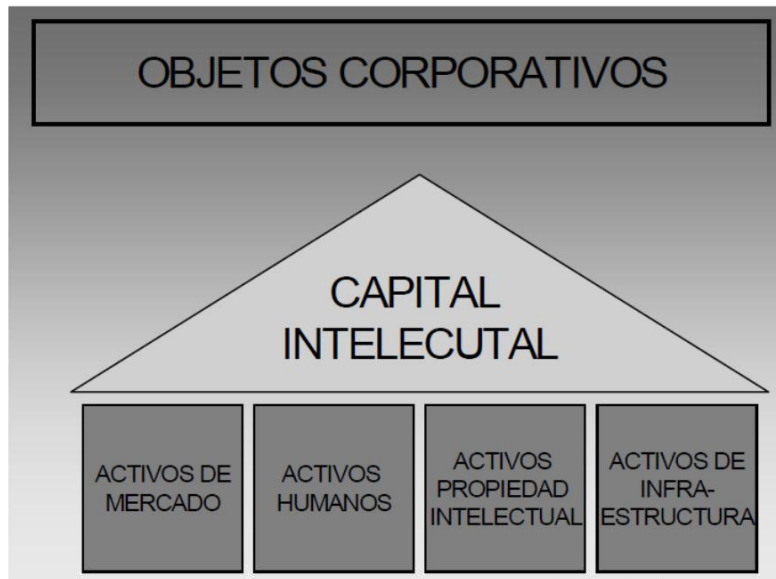 OBJETOS CORPORATIVOS
CAPITAL
INTELECUTAL
ACTIVOS DE
MERCADO
ACTIVOS
HUMANOS
ACTIVOS
PROPIEDAD
INTELECTUAL
ACTIVOS DE
INFRA-
ESTRUCTURA